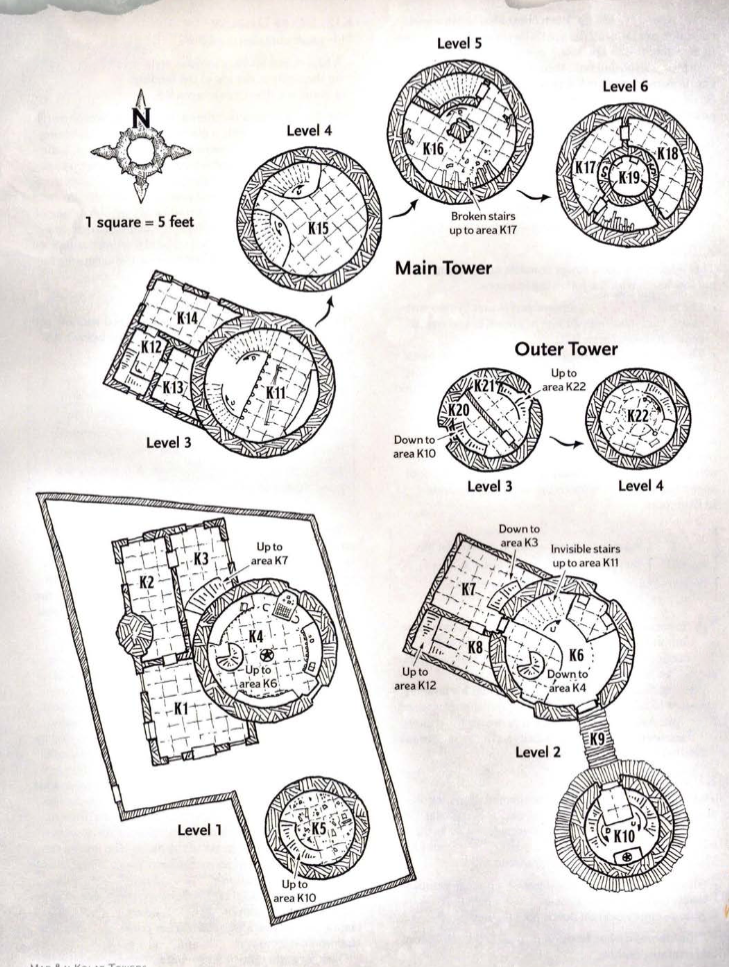 Level 5
Level 6
N
Level 4
K16
K17
K18
K19
1 square = 5 feet
K15
Broken stairs
up to area K17
Main Tower
K14
K12
K13
K11
Level 3
Outer Tower
Up to
area K22
K21
K20
K22
Down to
area K10
Level 3
Level 4
K3
Up to
area K7
K2
K4
Up to
area K6
K1
Down to
area K3
Invisible stairs
up to area K11
K7
K8
K6
Up to
area K12
Down to
area K4
K9
Level 2
Level 1
K5
K10
Up to
area K10